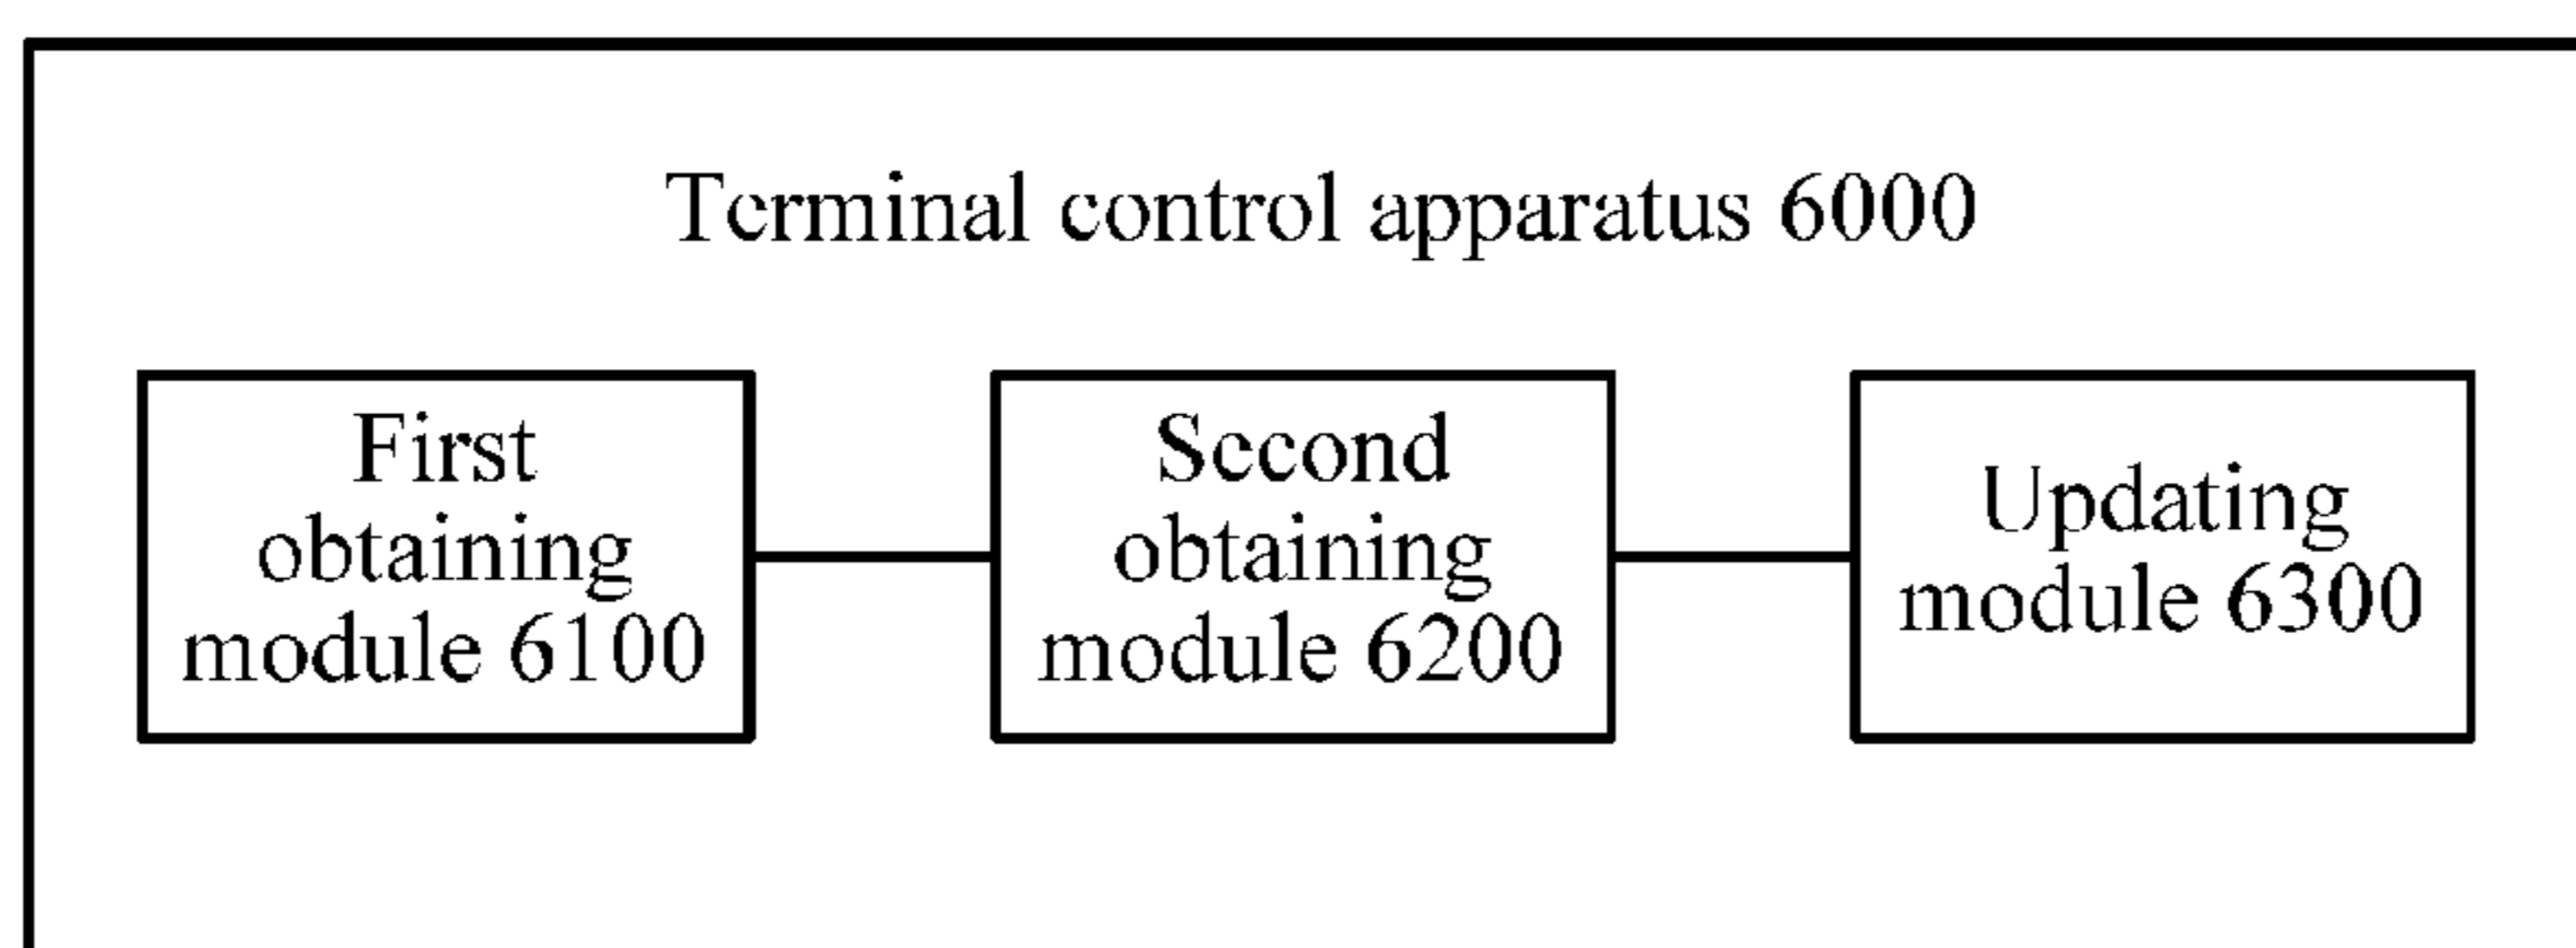 Terminal control apparatus 6000
First
obtaining
module 6100
Second
obtaining
module 6200
Updating
module 6300